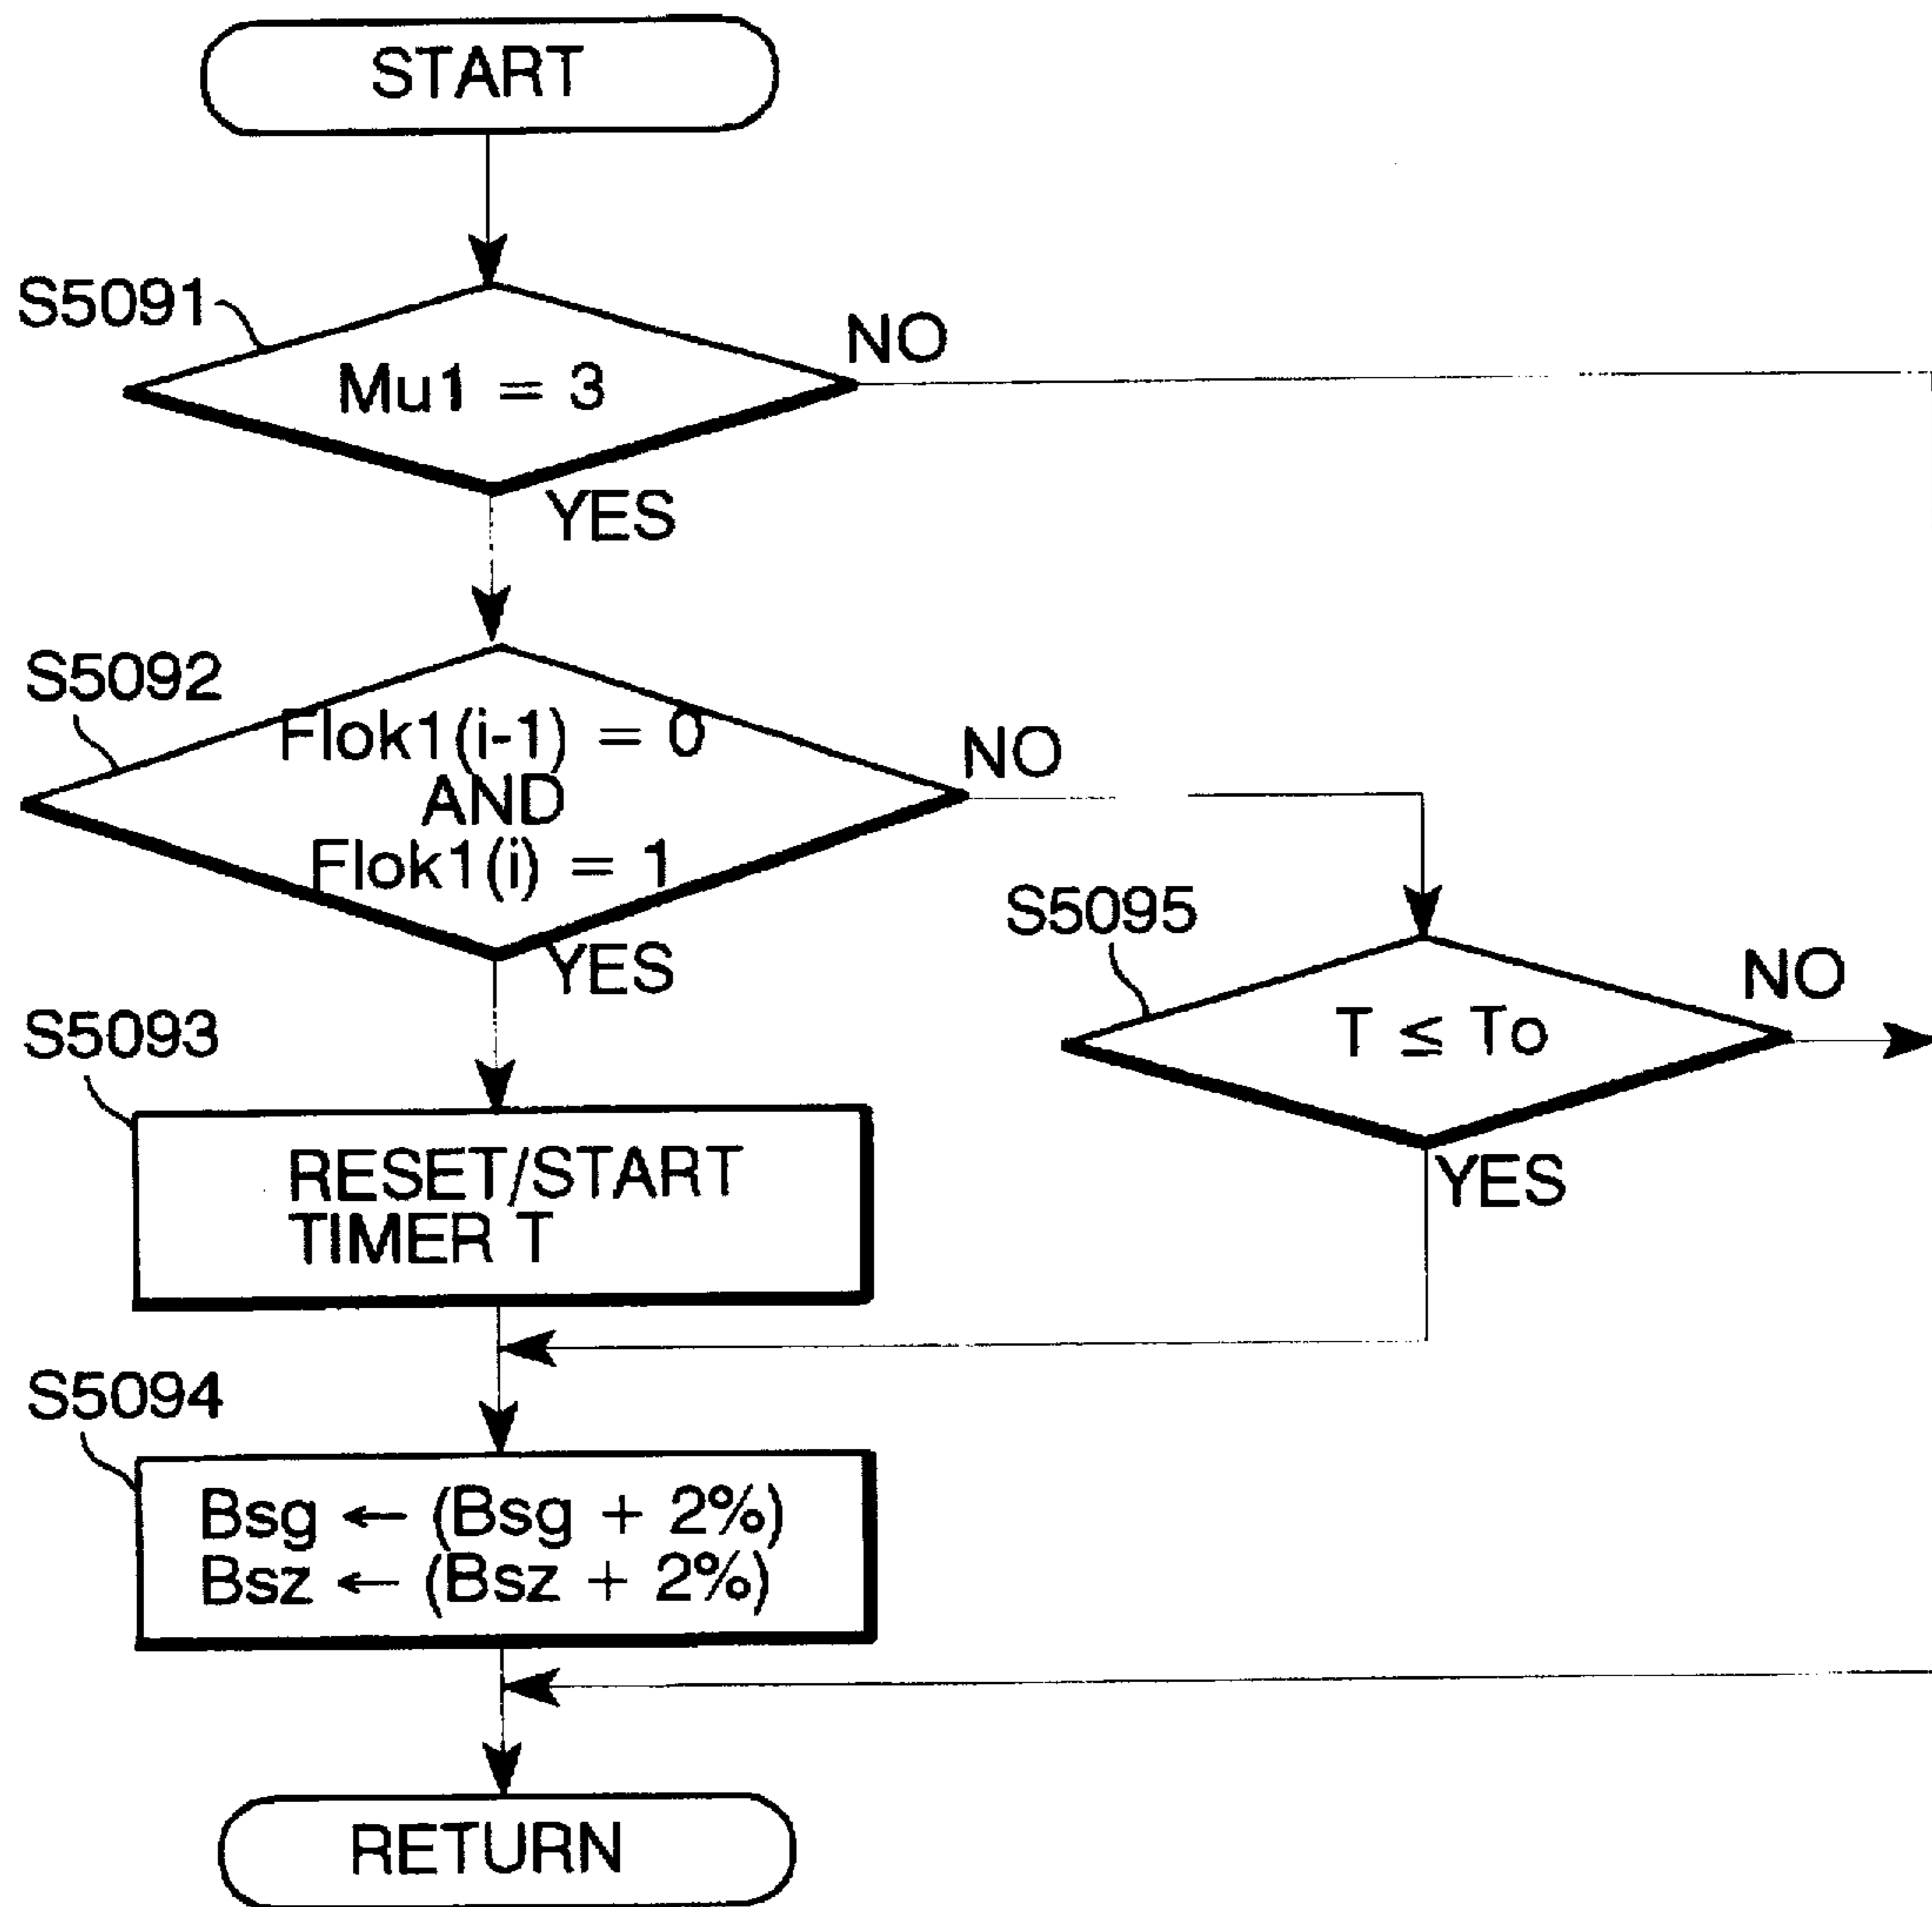 START
S5091
Mu1 = 3
NO
YES
S5092
Flok1(i-1) = 0
AND
Flok1(i) = 1
NO
YES
S5095
T ≤ To
NO
YES
S5093
RESET/START
TIMER T
S5094
Bsg ← (Bsg + 2%)
Bsz ← (Bsz + 2%)
RETURN